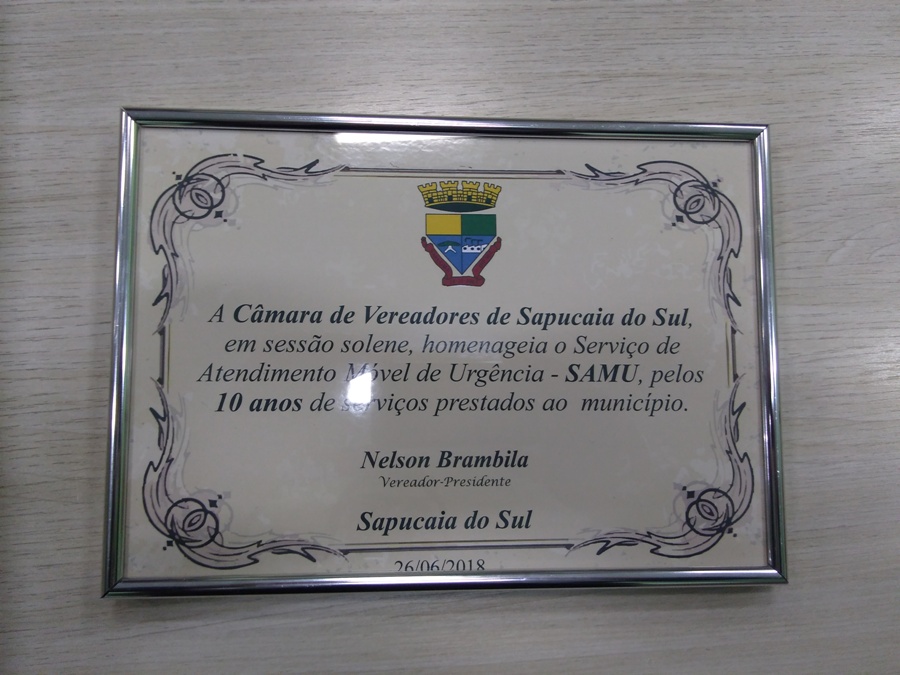 A Câmara de Vereadores de Sapucaia do Sul,
em sessão solene, homenageia o Serviço de
Atendimento Móvel de Urgência - SAMU, pelos
10 anos de serviços prestados ao município.
Nelson Brambila
Vereador-Presidente
Sapucaia do Sul
26/06/2018